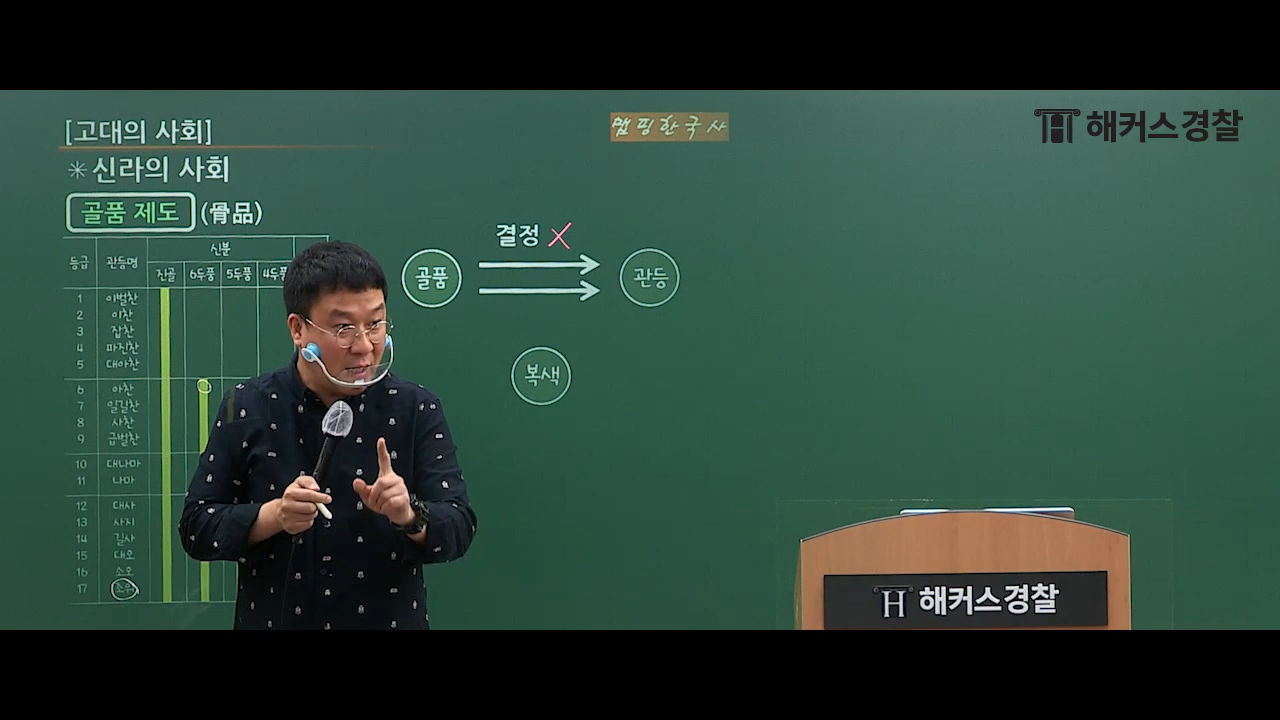 [고대의 사회]
맵핑한국사
해커스경찰
✳ 신라의 사회
골품 제도 (骨品)
등급 관등명 신분
진골 6두품 5두품 4두품
1 이벌찬
2 이찬
3 잡찬
4 파진찬
5 대아찬
6 아찬
7 일길찬
8 사찬
9 급벌찬
10 대나마
11 나마
12 대사
13 사지
14 길사
15 대오
16 소오
17 조위
결정 X
골품 관등
복색
H 해커스경찰